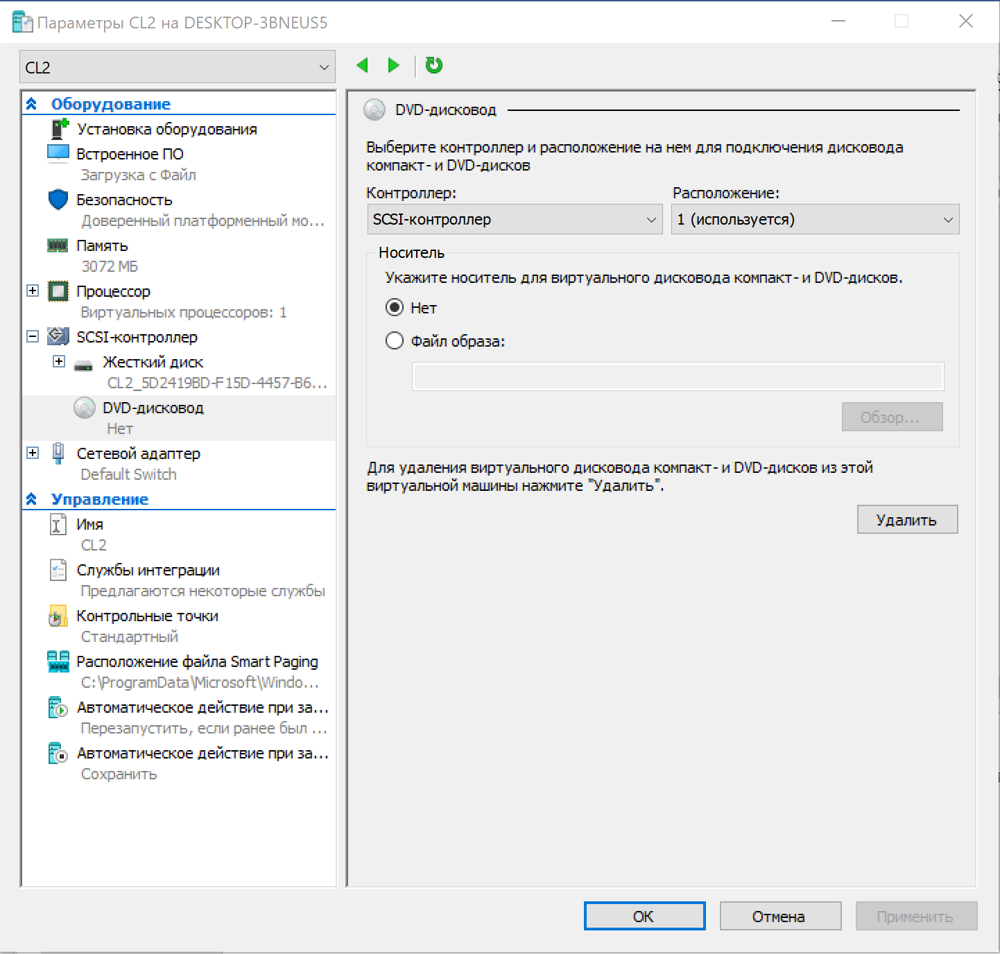 Параметры CL2 на DESKTOP-3BNEUS5
CL2
Оборудование
Установка оборудования
Встроенное ПО
Загрузка с Файл
Безопасность
Доверенный платформенный мо...
Память
3072 МБ
Процессор
Виртуальных процессоров: 1
SCSI-контроллер
Жесткий диск
CL2_5D2419BD-F15D-4457-B6...
DVD-дисковод
Нет
Сетевой адаптер
Default Switch
Управление
Имя
CL2
Службы интеграции
Предлагаются некоторые службы
Контрольные точки
Стандартный
Расположение файла Smart Paging
C:\ProgramData\Microsoft\Windo...
Автоматическое действие при за...
Перезапустить, если ранее был ...
Автоматическое действие при за...
Сохранить
DVD-дисковод
Выберите контроллер и расположение на нем для подключения дисковода
компакт- и DVD-дисков
Контроллер:
Расположение:
SCSI-контроллер
1 (используется)
Носитель
Укажите носитель для виртуального дисковода компакт- и DVD-дисков.
Нет
Файл образа:
Обзор...
Для удаления виртуального дисковода компакт- и DVD-дисков из этой
виртуальной машины нажмите "Удалить".
Удалить
ОК
Отмена
Применить